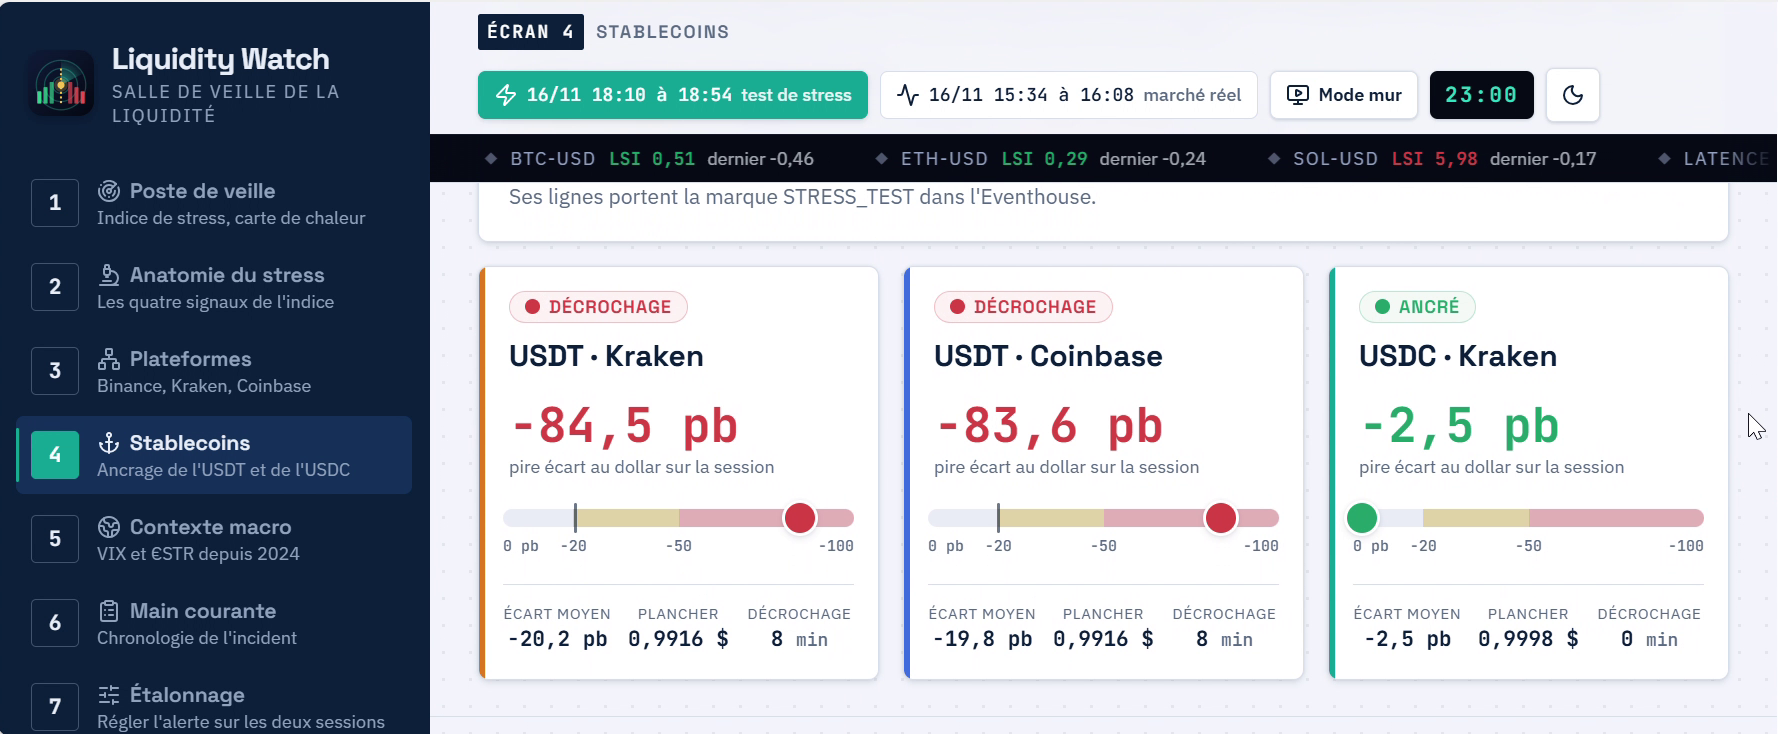 Liquidity Watch
SALLE DE VEILLE DE LA
LIQUIDITÉ
1
Poste de veille
Indice de stress, carte de chaleur
2
Anatomie du stress
Les quatre signaux de l'indice
3
Plateformes
Binance, Kraken, Coinbase
4
Stablecoins
Ancrage de l'USDT et de l'USDC
5
Contexte macro
VIX et €STR depuis 2024
6
Main courante
Chronologie de l'incident
7
Étalonnage
Régler l'alerte sur les deux sessions
ÉCRAN 4 STABLECOINS
16/11 18:10 à 18:54 test de stress
16/11 15:34 à 16:08 marché réel
Mode mur
23:00
BTC-USD LSI 0,51 dernier -0,46 ETH-USD LSI 0,29 dernier -0,24 SOL-USD LSI 5,98 dernier -0,17 LATENCE
Ses lignes portent la marque STRESS_TEST dans l'Eventhouse.
DÉCROCHAGE
USDT · Kraken
-84,5 pb
pire écart au dollar sur la session
0 pb -20 -50 -100
ÉCART MOYEN PLANCHER DÉCROCHAGE
-20,2 pb 0,9916 $ 8 min
DÉCROCHAGE
USDT · Coinbase
-83,6 pb
pire écart au dollar sur la session
0 pb -20 -50 -100
ÉCART MOYEN PLANCHER DÉCROCHAGE
-19,8 pb 0,9916 $ 8 min
ANCRÉ
USDC · Kraken
-2,5 pb
pire écart au dollar sur la session
0 pb -20 -50 -100
ÉCART MOYEN PLANCHER DÉCROCHAGE
-2,5 pb 0,9998 $ 0 min